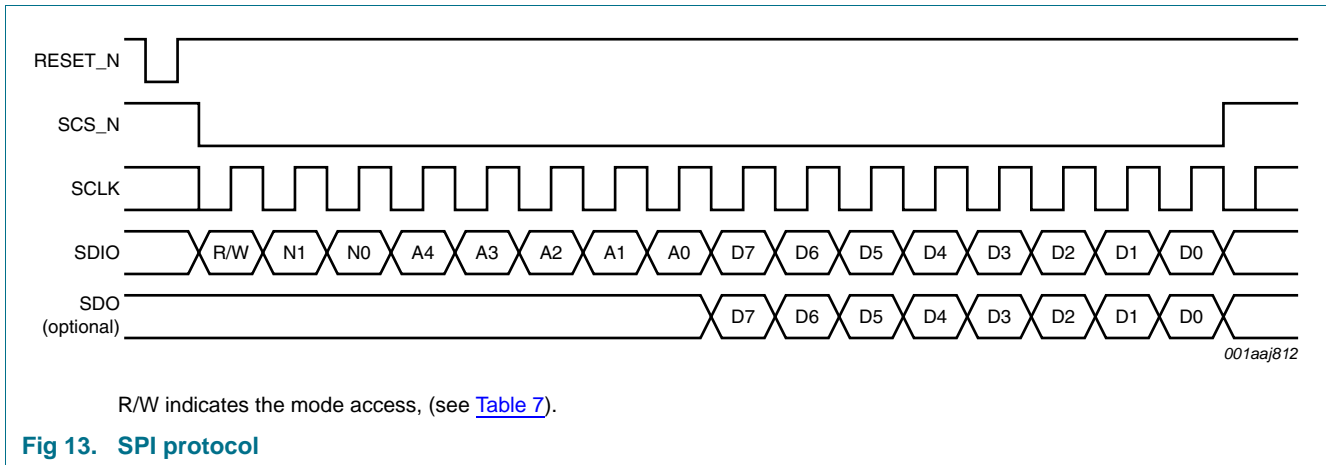 RESET_N
SCS_N
SCLK
SDIO R/W N1 N0 A4 A3 A2 A1 A0 D7 D6 D5 D4 D3 D2 D1 D0
SDO
(optional) D7 D6 D5 D4 D3 D2 D1 D0
001aaj812
R/W indicates the mode access, (see Table 7).
Fig 13. SPI protocol